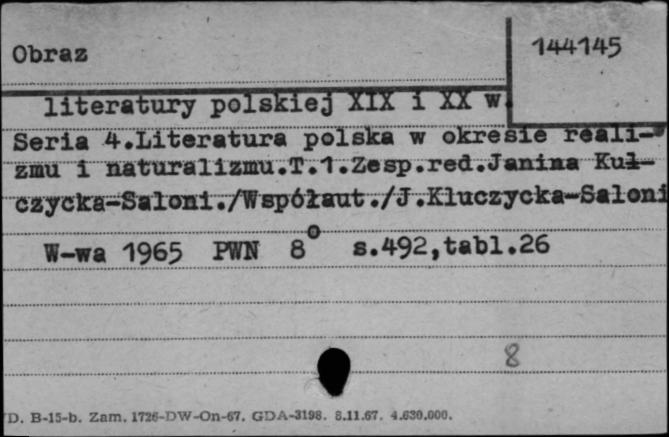 Obraz
144145
literatury polskiej XIX i XX w.
Seria 4.Literatura polska w okresie reali-
zmu i naturalizmu.T.1.Zesp.red.Janina Kul-
czycka-Saloni./Współaut./J.Kluczycka-Saloni
W-wa 1965 PWN 8° s.492,tabl.26
8
D. B-15-b. Zam. 1726-DW-On-67. GDA-3198. 8.11.67. 4.630.000.